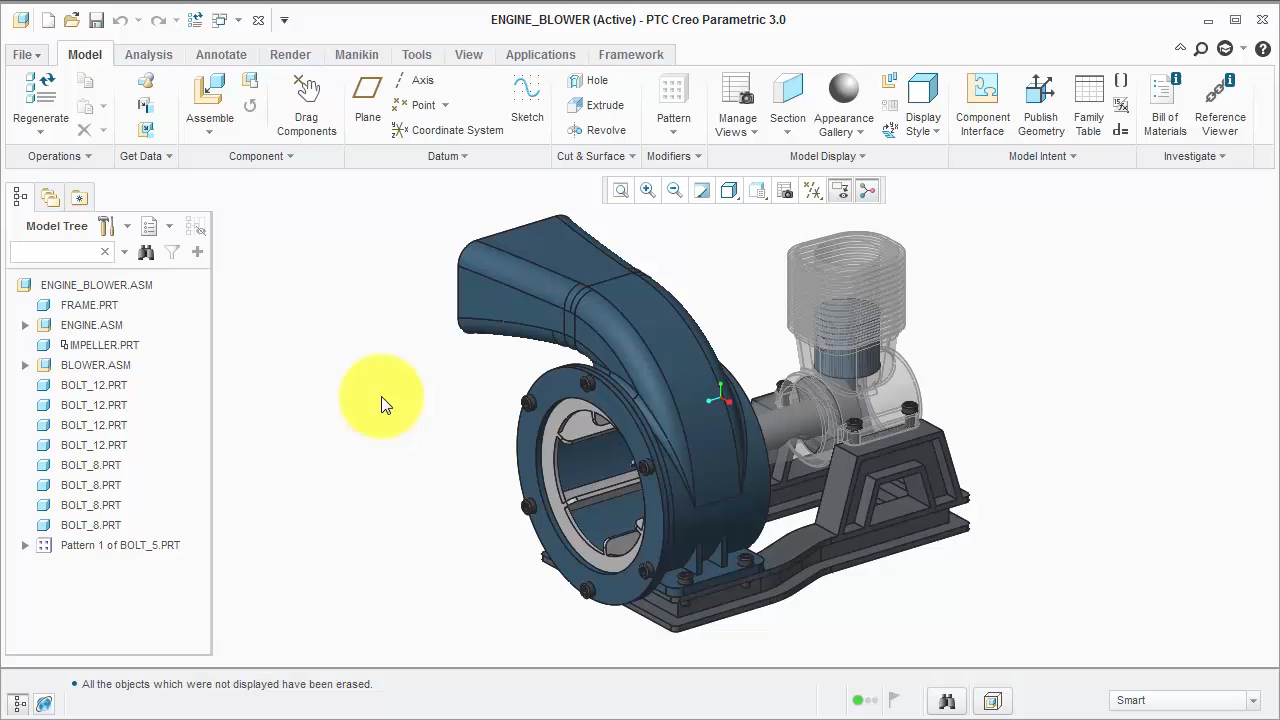 ENGINE_BLOWER (Active) - PTC Creo Parametric 3.0
File Model Analysis Annotate Render Manikin Tools View Applications Framework
Regenerate
Assemble
Drag Components
Plane
Axis
Point
Coordinate System
Sketch
Hole
Extrude
Revolve
Pattern
Manage Views
Section
Appearance Gallery
Display Style
Component Interface
Publish Geometry
Family Table
Bill of Materials
Reference Viewer
Operations Get Data Component Datum Cut & Surface Modifiers Model Display Model Intent Investigate
Model Tree
ENGINE_BLOWER.ASM
FRAME.PRT
ENGINE.ASM
IMPELLER.PRT
BLOWER.ASM
BOLT_12.PRT
BOLT_12.PRT
BOLT_12.PRT
BOLT_12.PRT
BOLT_8.PRT
BOLT_8.PRT
BOLT_8.PRT
BOLT_8.PRT
Pattern 1 of BOLT_5.PRT
All the objects which were not displayed have been erased.
Smart